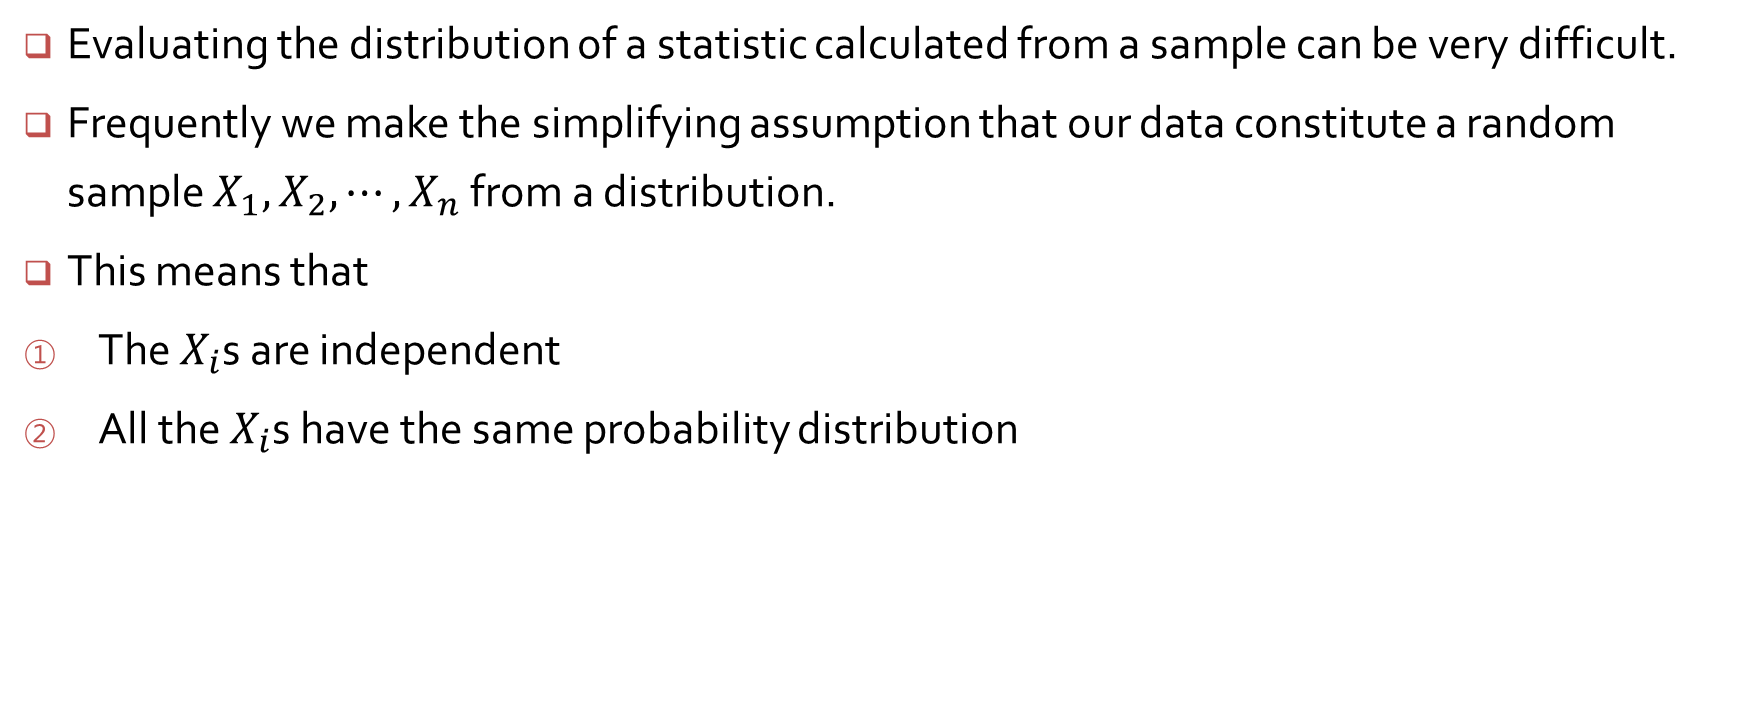 ❑ Evaluating the distribution of a statistic calculated from a sample can be very difficult.
❑ Frequently we make the simplifying assumption that our data constitute a random
sample X₁, X₂, ⋯ , Xₙ from a distribution.
❑ This means that
① The Xᵢs are independent
② All the Xᵢs have the same probability distribution